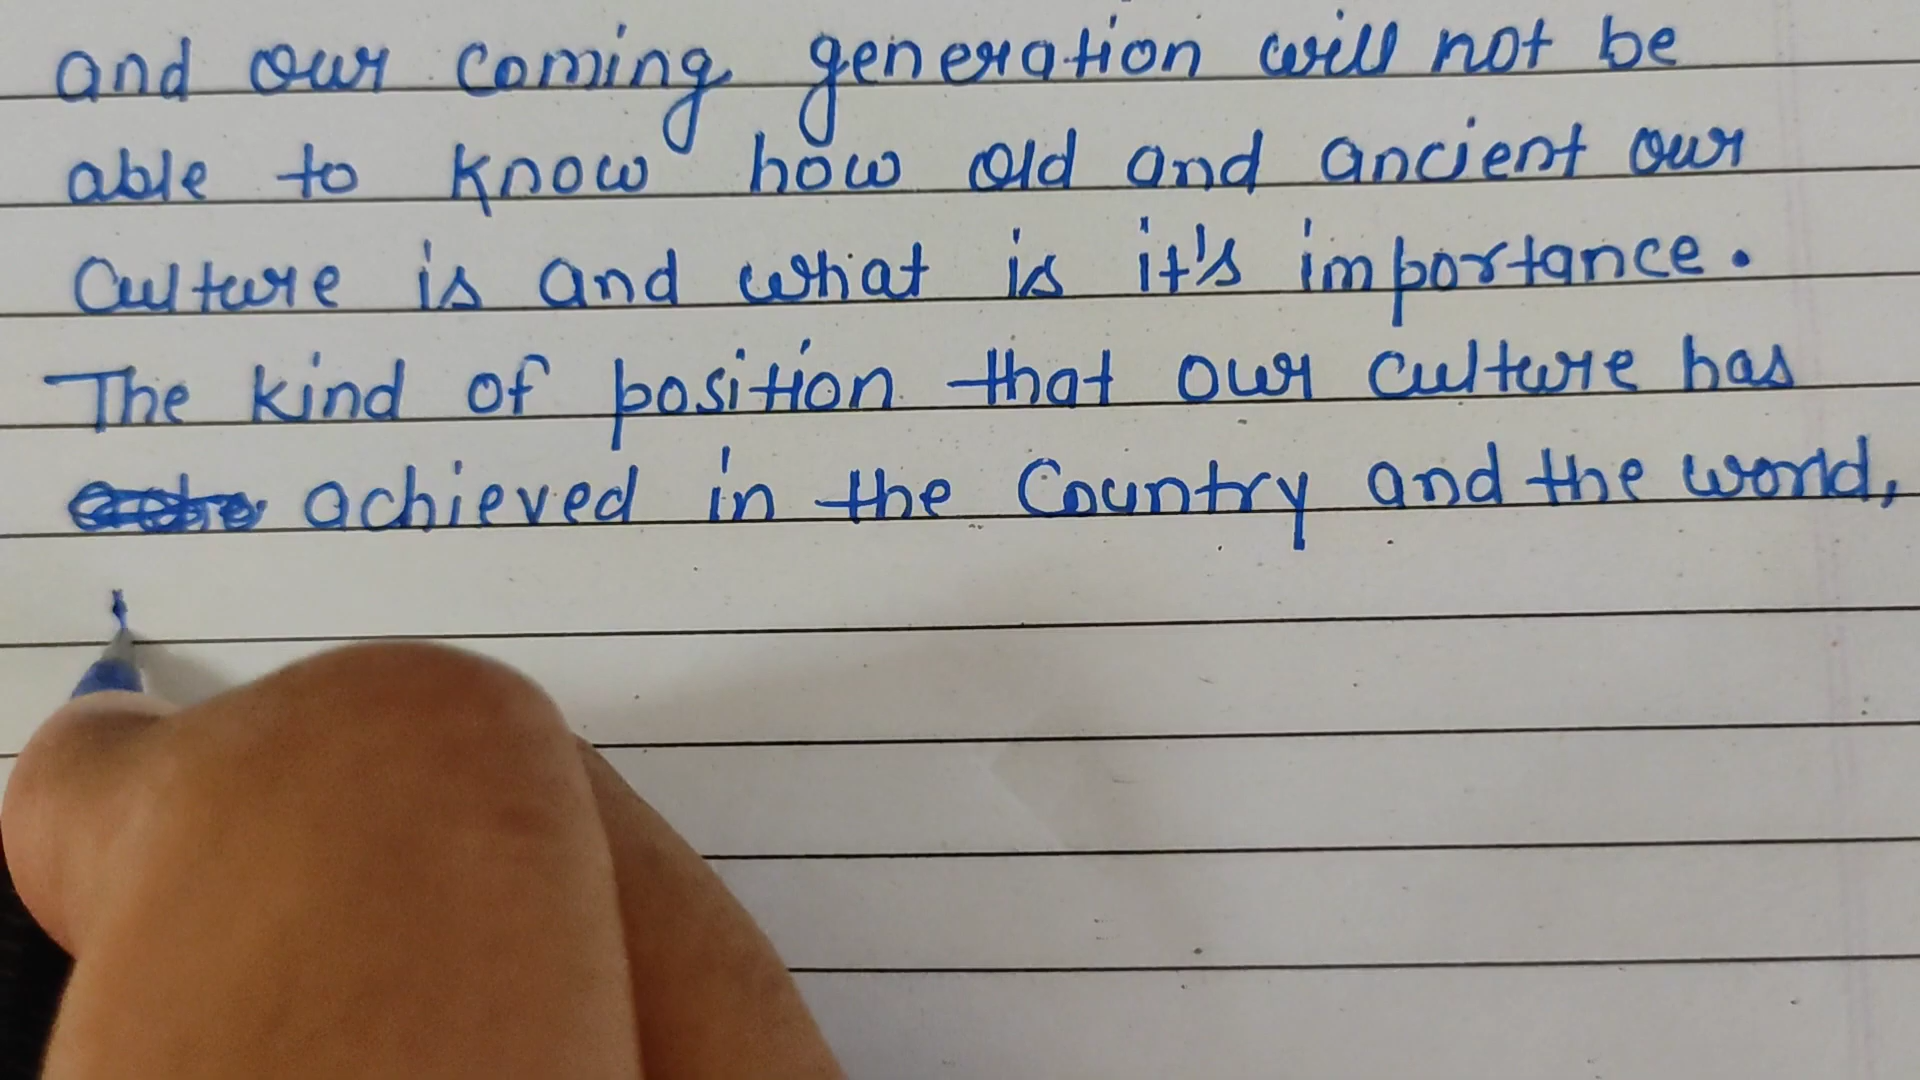 and our coming generation will not be
able to know how old and ancient our
Culture is and what is it's importance.
The kind of position that our culture has
achieved in the Country and the world,